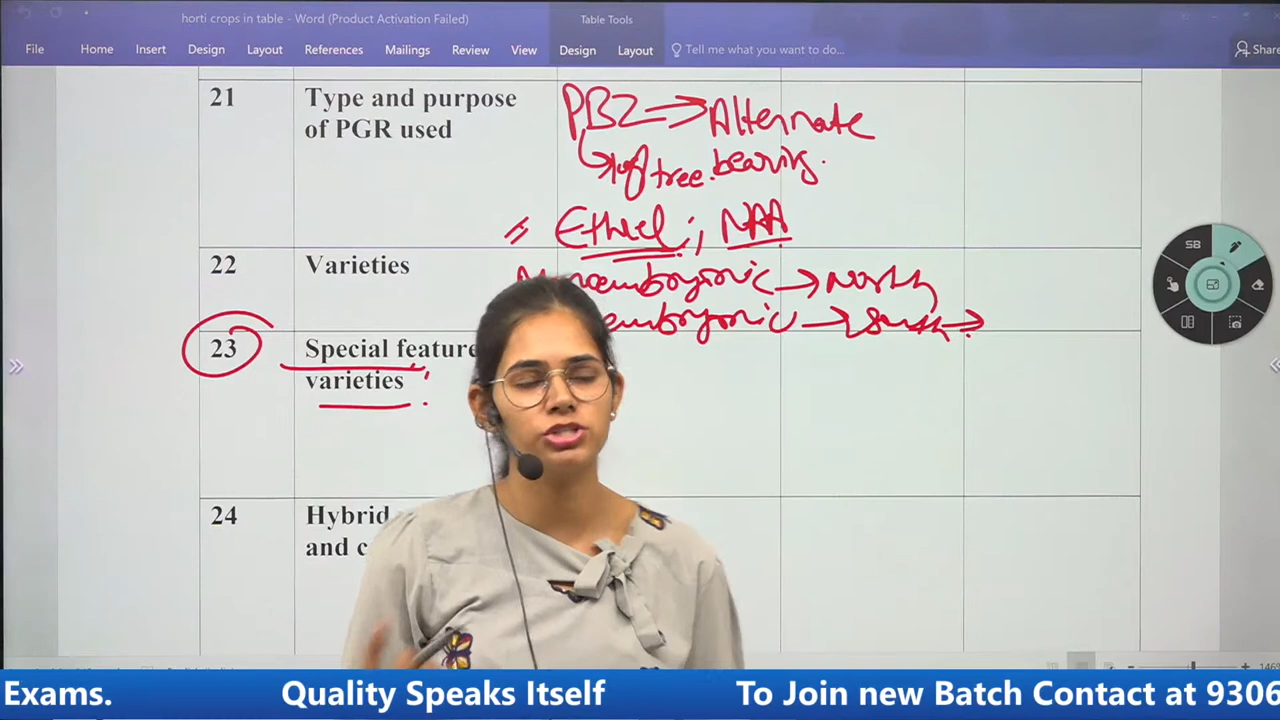 horti crops in table - Word (Product Activation Failed)
Table Tools
File Home Insert Design Layout References Mailings Review View Design Layout Tell me what you want to do... Share
21 Type and purpose of PGR used
PBZ → Alternate
tree bearing.
= Ethrel ; NAA
SB
22 Varieties
embryonic → North
embryonic → South →
23 Special feature
varieties :
24 Hybrid
and c
146%
Exams. Quality Speaks Itself To Join new Batch Contact at 9306